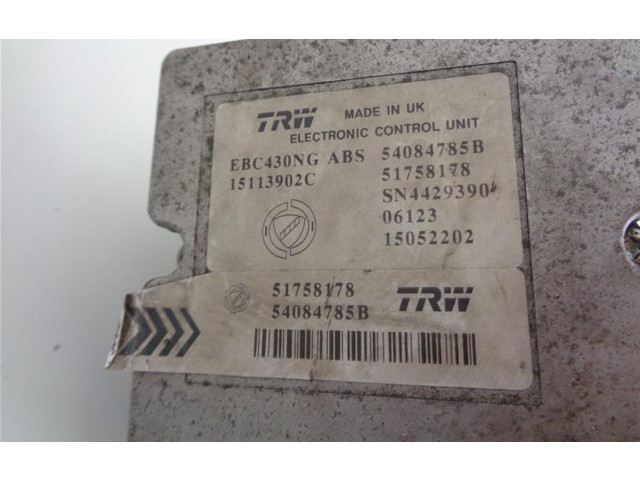 TRW MADE IN UK
ELECTRONIC CONTROL UNIT
EBC430NG ABS 54084785B
15113902C 51758178
SN4429390
06123
15052202
51758178 TRW
54084785B